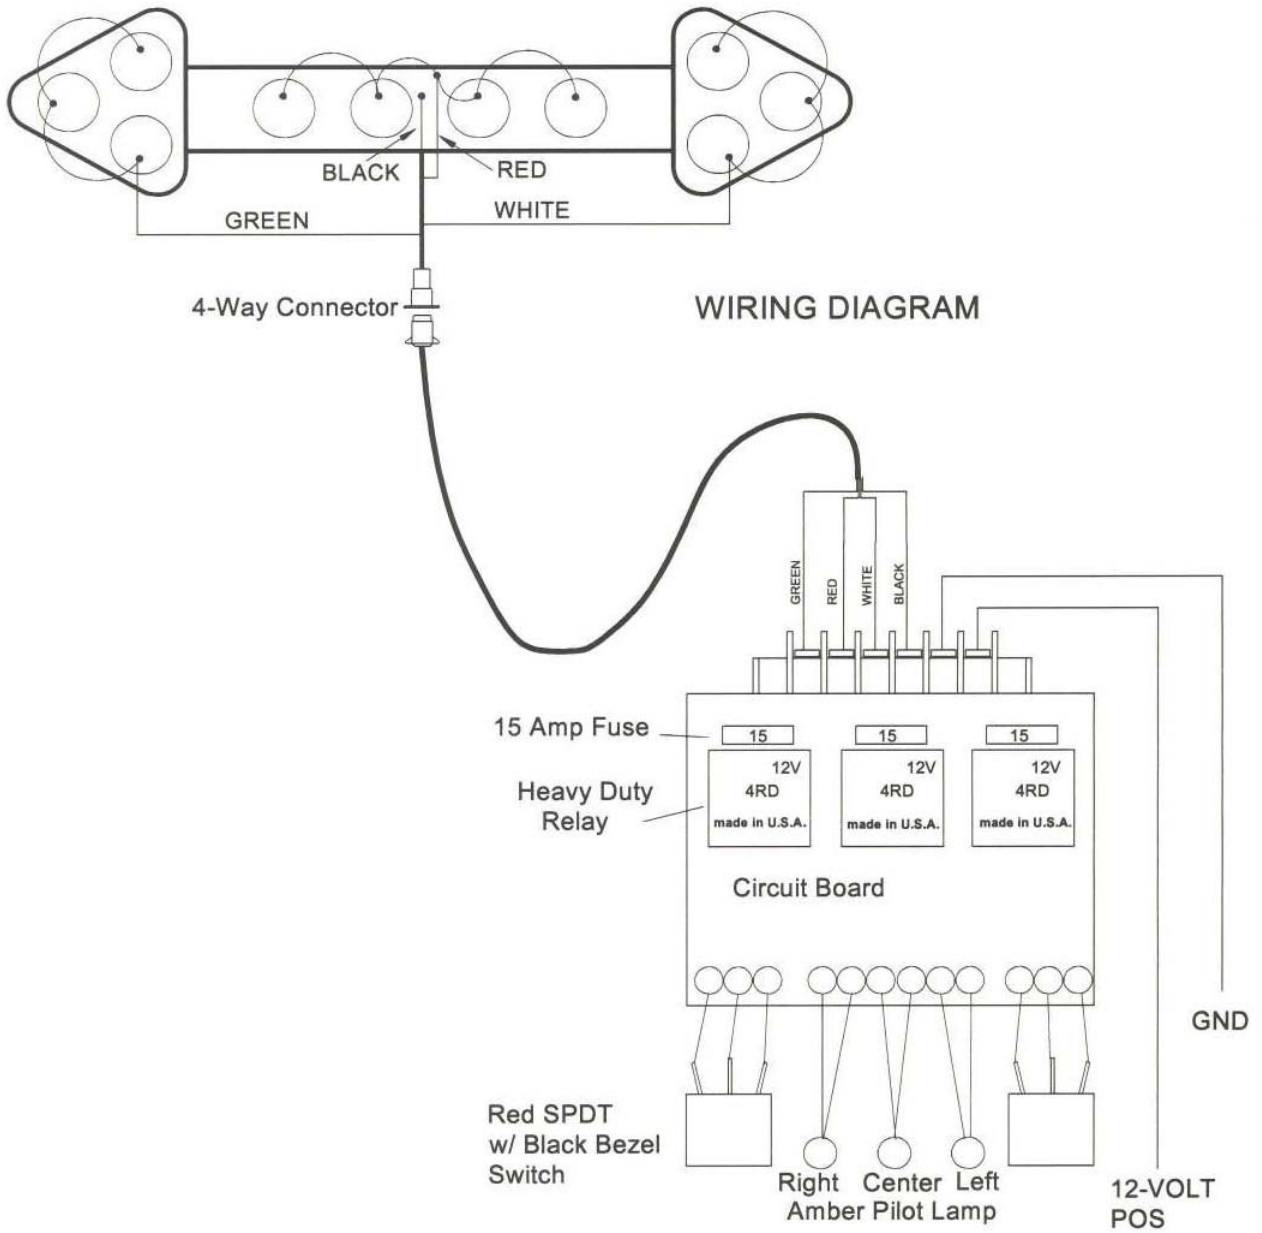 BLACK
RED
GREEN
WHITE
4-Way Connector
WIRING DIAGRAM
GREEN
RED
WHITE
BLACK
15 Amp Fuse
15
15
15
Heavy Duty
Relay
12V
4RD
made in U.S.A.
12V
4RD
made in U.S.A.
12V
4RD
made in U.S.A.
Circuit Board
GND
Red SPDT
w/ Black Bezel
Switch
Right
Center
Left
Amber Pilot Lamp
12-VOLT
POS